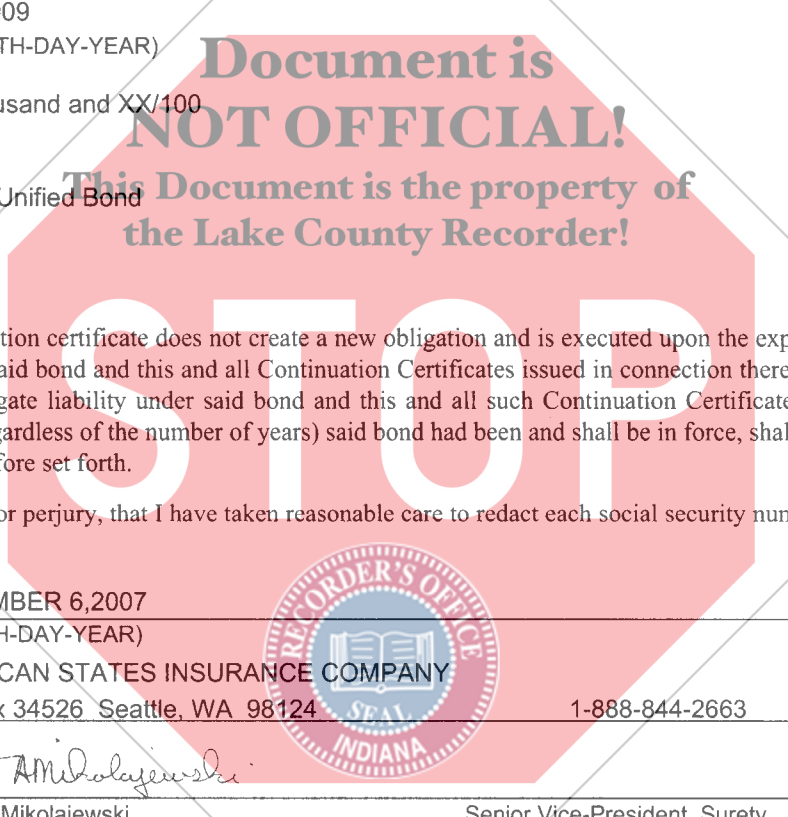 09
TH-DAY-YEAR)
Document is
usand and XX/100
NOT OFFICIAL!
Unified Bond
This Document is the property of
the Lake County Recorder!
STOP
tion certificate does not create a new obligation and is executed upon the exp
aid bond and this and all Continuation Certificates issued in connection there
gate liability under said bond and this and all such Continuation Certificate
gardless of the number of years) said bond had been and shall be in force, shal
fore set forth.
or perjury, that I have taken reasonable care to redact each social security num
MBER 6,2007
H-DAY-YEAR)
CAN STATES INSURANCE COMPANY
x 34526 Seattle, WA 98124 1-888-844-2663
RECORDER'S OFFICE
SEAL
INDIANA
AMikolajewski
Mikolajewski Senior Vice-President, Surety